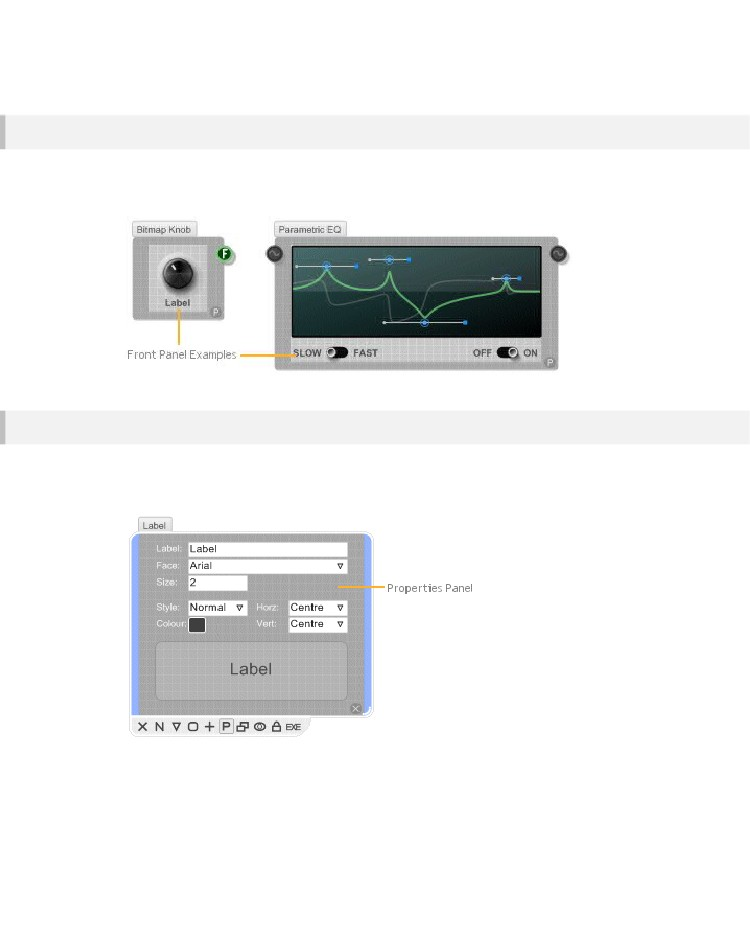 Bitmap Knob
F
Label
P
Parametric EQ
SLOW
FAST
OFF
ON
P
Front Panel Examples
Label
Label: Label
Face: Arial
Size: 2
Style: Normal
Horz: Centre
Colour:
Vert: Centre
Label
Properties Panel
N
P
EXE